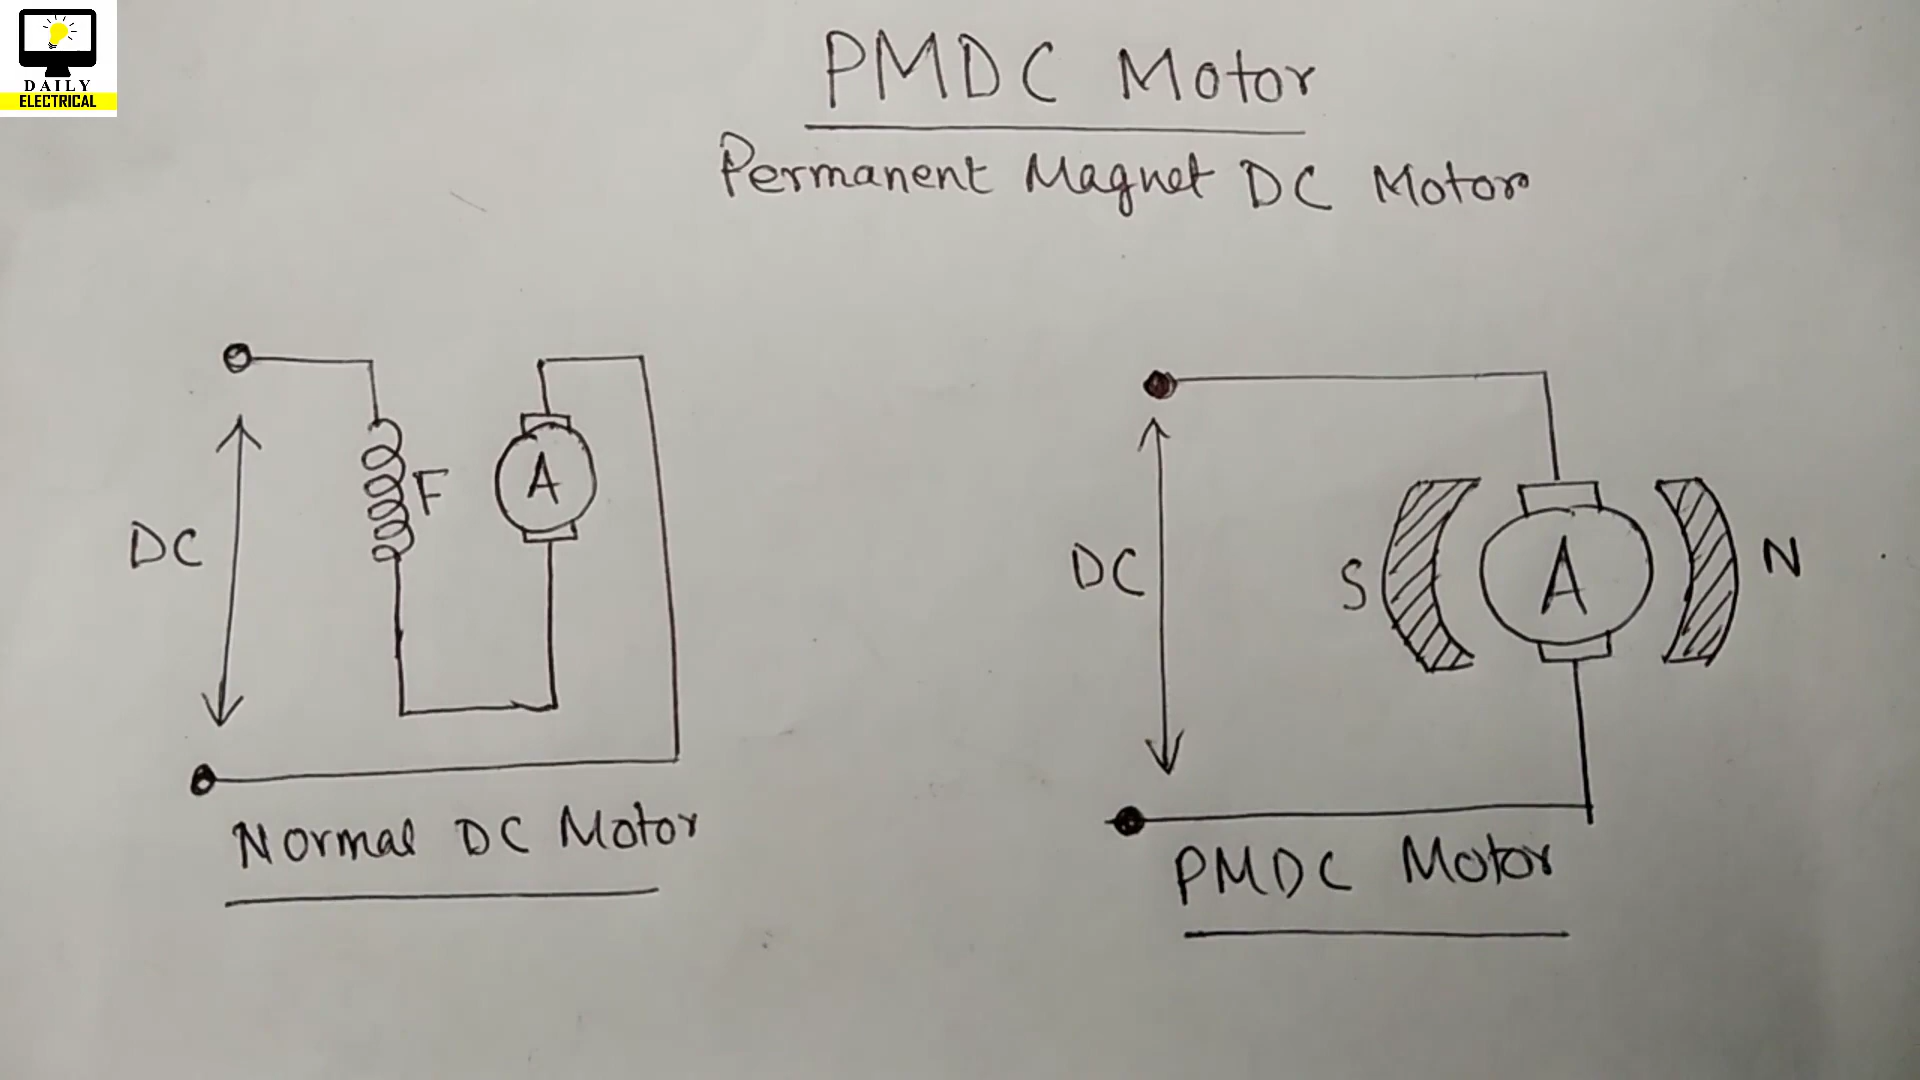 DAILY
ELECTRICAL
PMDC Motor
Permanent Magnet DC Motor
DC
F
A
Normal DC Motor
DC
S
A
N
PMDC Motor